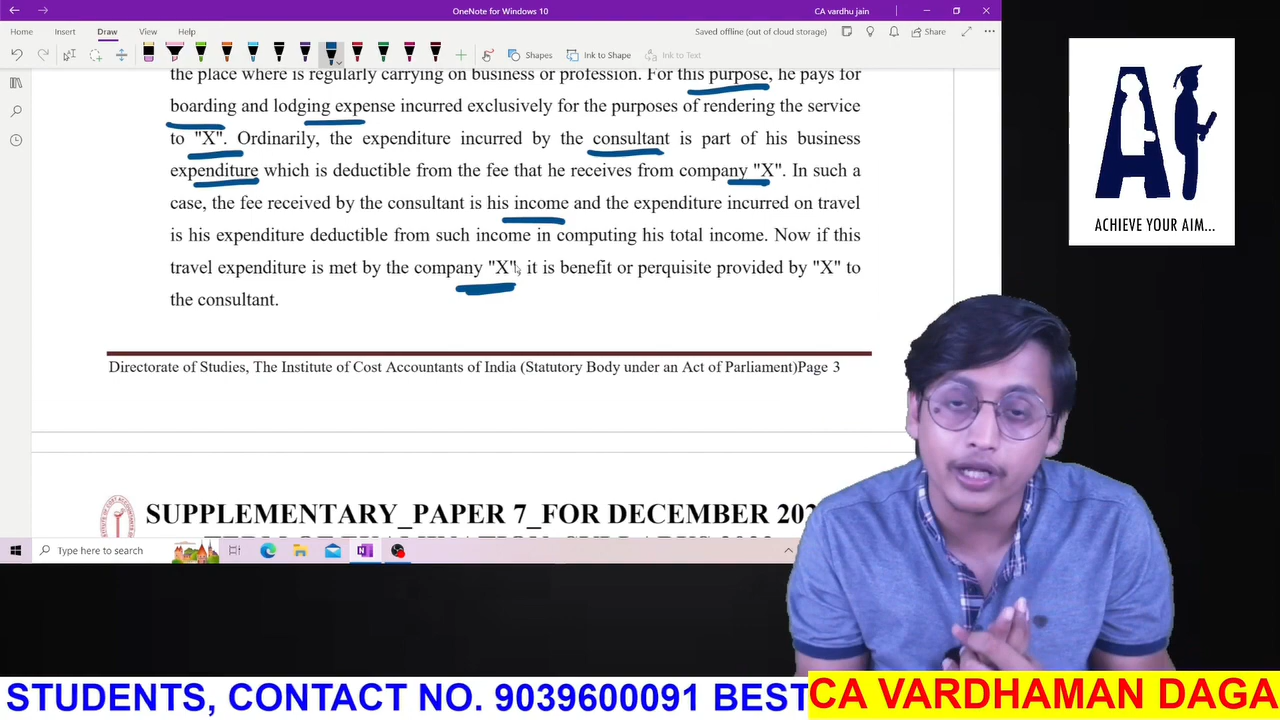 OneNote for Windows 10
CA vardhu jain
Home Insert Draw View Help
Saved offline (out of cloud storage)
Share
Shapes Ink to Shape Ink to Text
the place where is regularly carrying on business or profession. For this purpose, he pays for
boarding and lodging expense incurred exclusively for the purposes of rendering the service
to "X". Ordinarily, the expenditure incurred by the consultant is part of his business
expenditure which is deductible from the fee that he receives from company "X". In such a
case, the fee received by the consultant is his income and the expenditure incurred on travel
is his expenditure deductible from such income in computing his total income. Now if this
travel expenditure is met by the company "X", it is benefit or perquisite provided by "X" to
the consultant.
Directorate of Studies, The Institute of Cost Accountants of India (Statutory Body under an Act of Parliament)Page 3
SUPPLEMENTARY_PAPER 7_FOR DECEMBER
Type here to search
AI
ACHIEVE YOUR AIM...
STUDENTS, CONTACT NO. 9039600091 BEST
CA VARDHAMAN DAGA